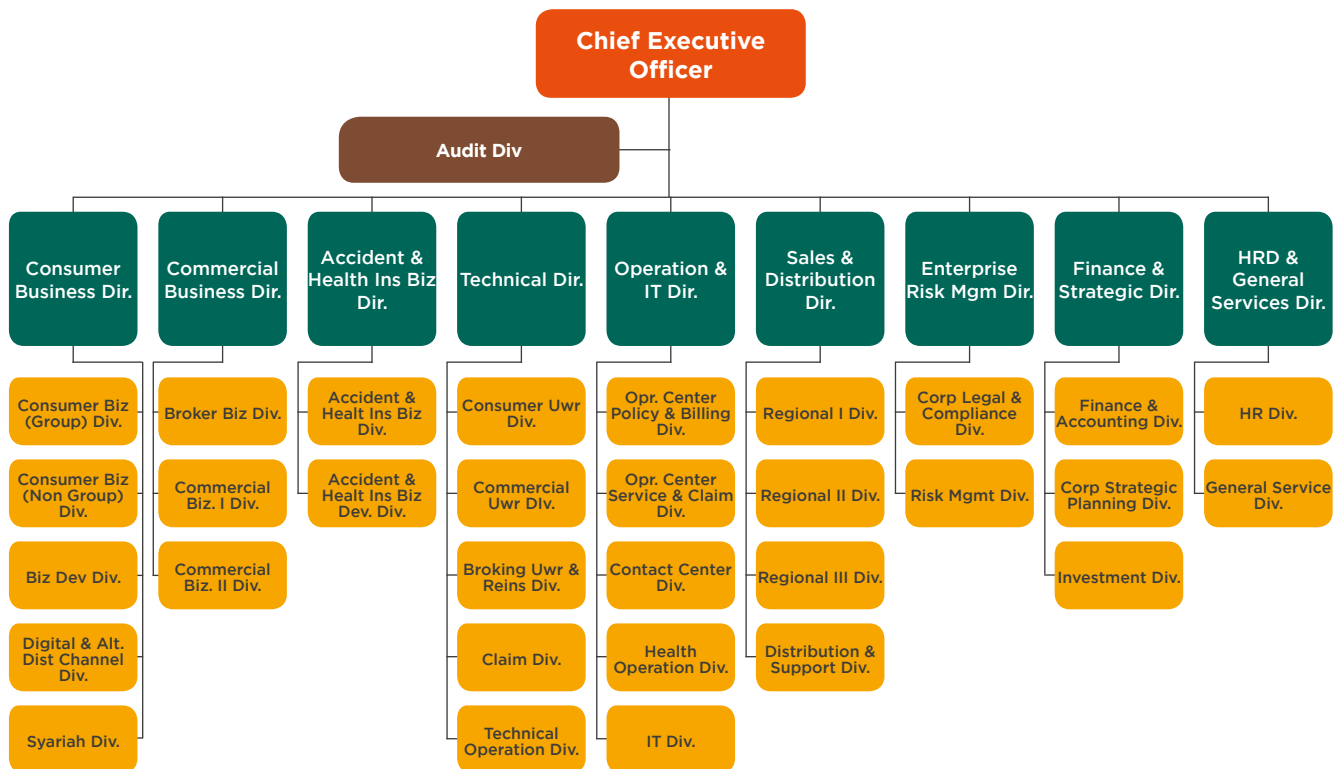 Chief Executive
Officer
Audit Div
Consumer
Business Dir.
Commercial
Business Dir.
Accident &
Health Ins Biz
Dir.
Technical Dir.
Operation &
IT Dir.
Sales &
Distribution
Dir.
Enterprise
Risk Mgm Dir.
Finance &
Strategic Dir.
HRD &
General
Services Dir.
Consumer Biz
(Group) Div.
Broker Biz Div.
Accident &
Healt Ins Biz
Div.
Consumer Uwr
Div.
Opr. Center
Policy & Billing
Div.
Regional I Div.
Corp Legal &
Compliance
Div.
Finance &
Accounting Div.
HR Div.
Consumer Biz
(Non Group)
Div.
Commercial
Biz. I Div.
Accident &
Healt Ins Biz
Dev. Div.
Commercial
Uwr DIv.
Opr. Center
Service & Claim
Div.
Regional II Div.
Risk Mgmt Div.
Corp Strategic
Planning Div.
General Service
Div.
Biz Dev Div.
Commercial
Biz. II Div.
Broking Uwr &
Reins Div.
Contact Center
Div.
Regional III Div.
Investment Div.
Digital & Alt.
Dist Channel
Div.
Claim Div.
Health
Operation Div.
Distribution &
Support Div.
Syariah Div.
Technical
Operation Div.
IT Div.